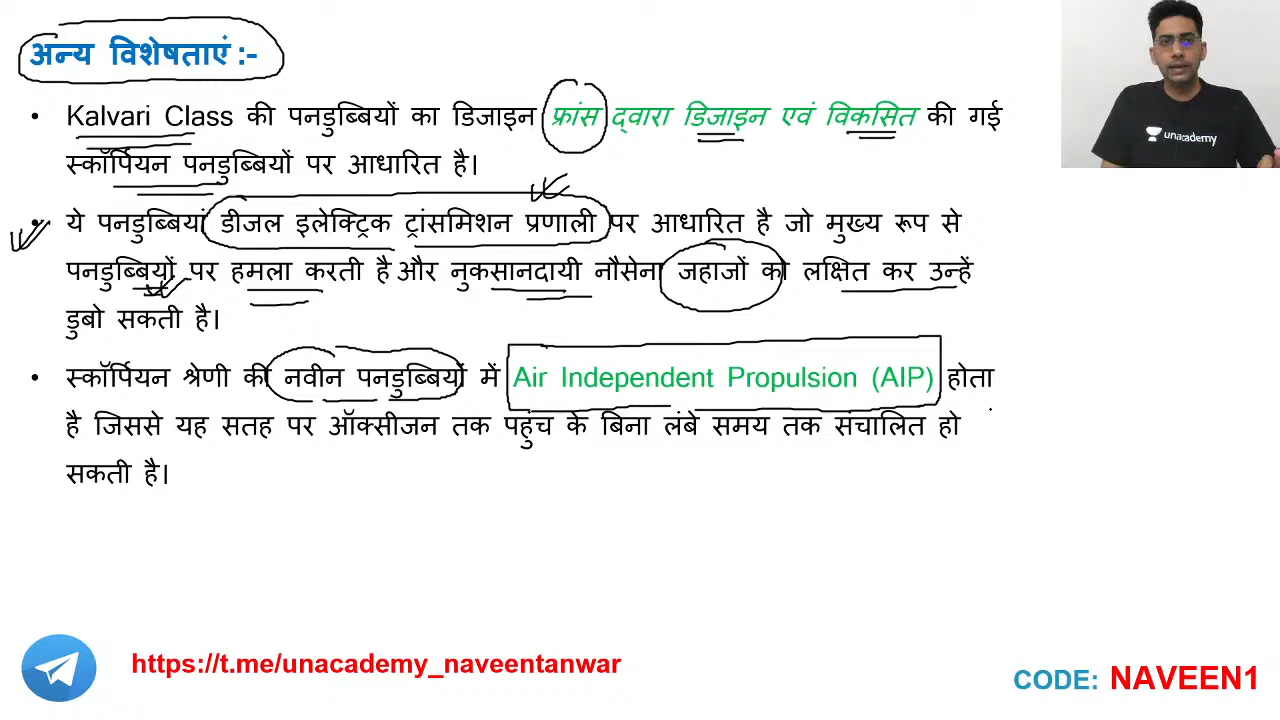 अन्य विशेषताएं :-
unacademy
• Kalvari Class की पनडुब्बियों का डिजाइन फ्रांस द्वारा डिजाइन एवं विकसित की गई
स्कॉर्पियन पनडुब्बियों पर आधारित है।
• ये पनडुब्बियां डीजल इलेक्ट्रिक ट्रांसमिशन प्रणाली पर आधारित है जो मुख्य रूप से
पनडुब्बियों पर हमला करती है और नुकसानदायी नौसेना जहाजों को लक्षित कर उन्हें
डुबो सकती है।
• स्कॉर्पियन श्रेणी की नवीन पनडुब्बियों में Air Independent Propulsion (AIP) होता
है जिससे यह सतह पर ऑक्सीजन तक पहुंच के बिना लंबे समय तक संचालित हो
सकती है।
https://t.me/unacademy_naveentanwar
CODE: NAVEEN1